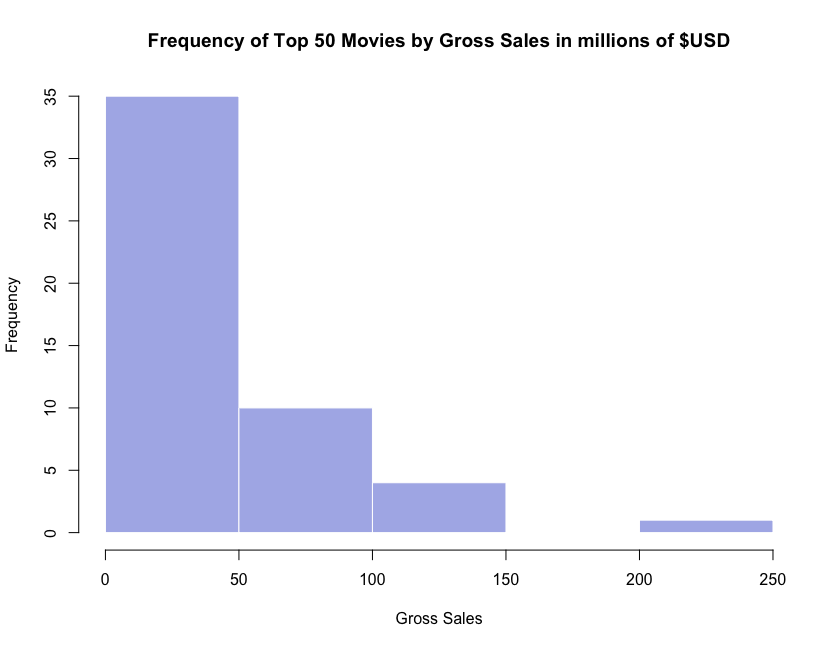 Frequency of Top 50 Movies by Gross Sales in millions of $USD
Frequency
35
30
25
20
15
10
5
0
0 50 100 150 200 250
Gross Sales